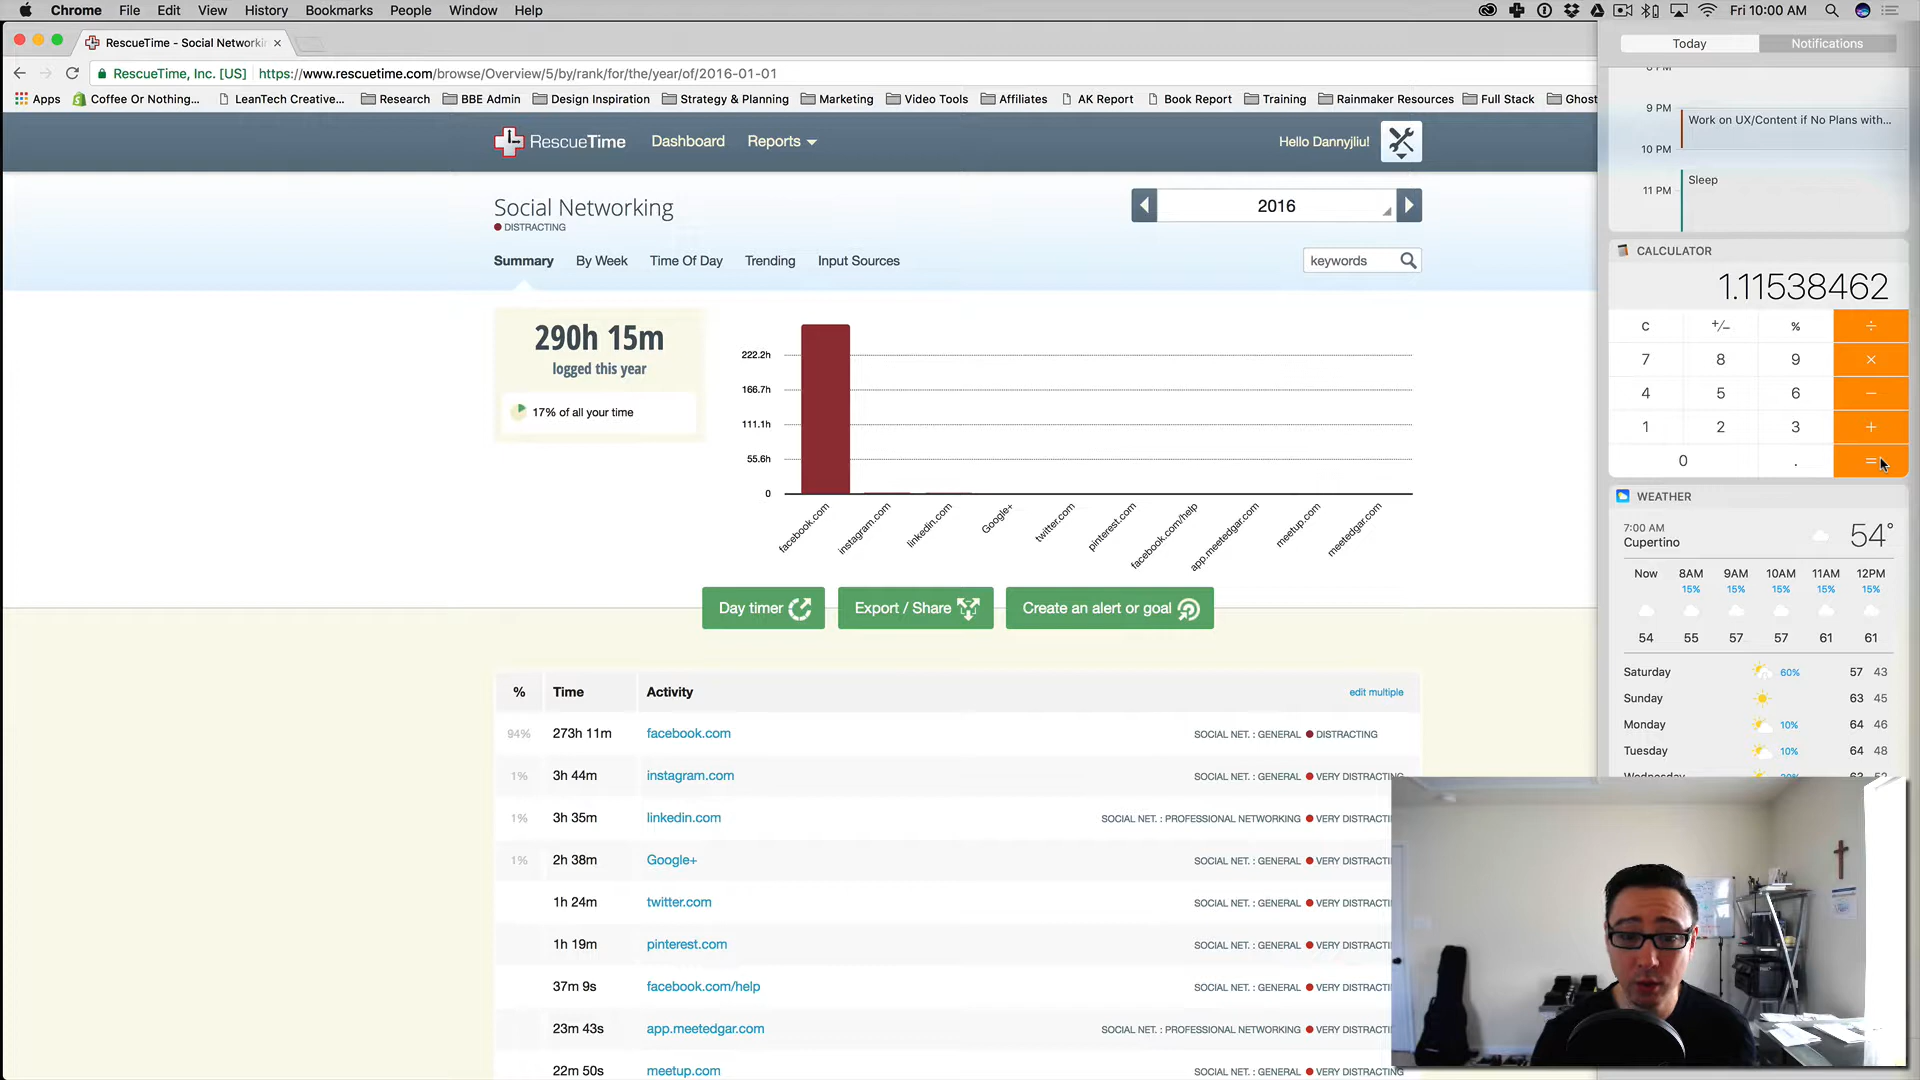 Chrome File Edit View History Bookmarks People Window Help Fri 10:00 AM
RescueTime - Social Networki
RescueTime, Inc. [US] https://www.rescuetime.com/browse/Overview/5/by/rank/for/the/year/of/2016-01-01
Apps Coffee Or Nothing... LeanTech Creative... Research BBE Admin Design Inspiration Strategy & Planning Marketing Video Tools Affiliates AK Report Book Report Training Rainmaker Resources Full Stack Ghost
RescueTime Dashboard Reports Hello Dannyjliu!
Social Networking
DISTRACTING
2016
Summary By Week Time Of Day Trending Input Sources keywords
290h 15m
logged this year
17% of all your time
222.2h
166.7h
111.1h
55.6h
0
facebook.com instagram.com linkedin.com Google+ twitter.com pinterest.com facebook.com/help app.meetedgar.com meetup.com meetedgar.com
Day timer Export / Share Create an alert or goal
% Time Activity edit multiple
94% 273h 11m facebook.com SOCIAL NET. : GENERAL DISTRACTING
1% 3h 44m instagram.com SOCIAL NET. : GENERAL VERY DISTRACTING
1% 3h 35m linkedin.com SOCIAL NET. : PROFESSIONAL NETWORKING VERY DISTRACTI
1% 2h 38m Google+ SOCIAL NET. : GENERAL VERY DISTRACTI
1h 24m twitter.com SOCIAL NET. : GENERAL VERY DISTRACTI
1h 19m pinterest.com SOCIAL NET. : GENERAL VERY DISTRACTI
37m 9s facebook.com/help SOCIAL NET. : GENERAL VERY DISTRACTI
23m 43s app.meetedgar.com SOCIAL NET. : PROFESSIONAL NETWORKING VERY DISTRACTI
22m 50s meetup.com SOCIAL NET. : GENERAL VERY DISTRACTI
Today Notifications
9 PM
Work on UX/Content if No Plans with...
10 PM
Sleep
11 PM
CALCULATOR
1.11538462
C +/− % ÷
7 8 9 ×
4 5 6 −
1 2 3 +
0 . =
WEATHER
7:00 AM
Cupertino
54°
Now 8AM 9AM 10AM 11AM 12PM
15% 15% 15% 15% 15%
54 55 57 57 61 61
Saturday 60% 57 43
Sunday 63 45
Monday 10% 64 46
Tuesday 10% 64 48